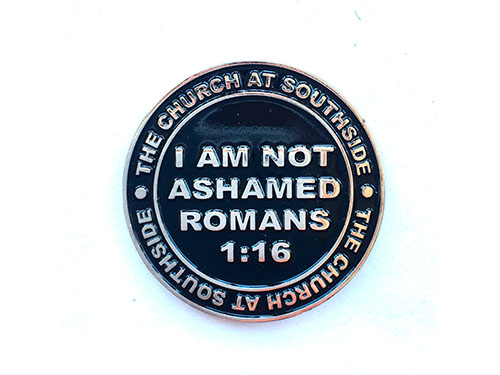 THE CHURCH AT SOUTHSIDE
I AM NOT
ASHAMED
ROMANS
1:16
THE CHURCH AT SOUTHSIDE